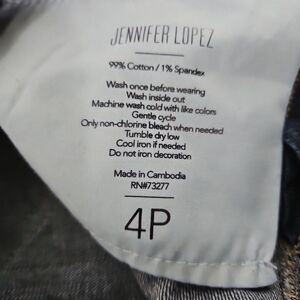 JENNIFER LOPEZ
99% Cotton / 1% Spandex
Wash once before wearing
Wash inside out
Machine wash cold with like colors
Gentle cycle
Only non-chlorine bleach when needed
Tumble dry low
Cool iron if needed
Do not iron decoration
Made in Cambodia
RN#73277
4P